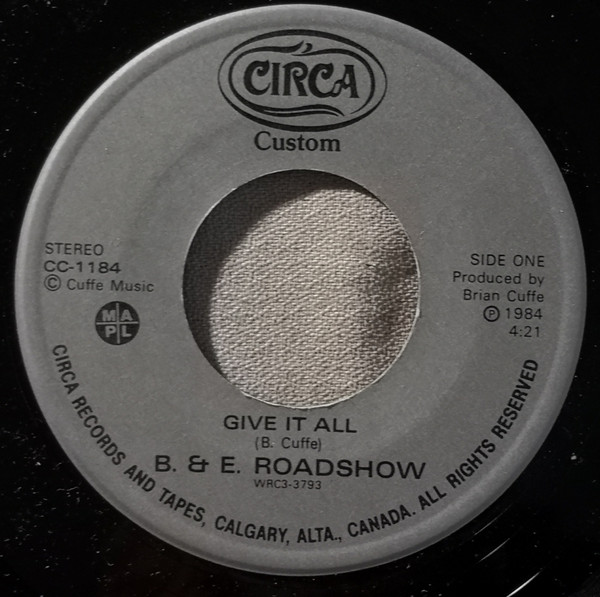 CIRCA
Custom
STEREO
CC-1184
© Cuffe Music
MAPL
SIDE ONE
Produced by
Brian Cuffe
℗ 1984
4:21
GIVE IT ALL
(B. Cuffe)
B. & E. ROADSHOW
WRC3-3793
CIRCA RECORDS AND TAPES, CALGARY, ALTA., CANADA. ALL RIGHTS RESERVED